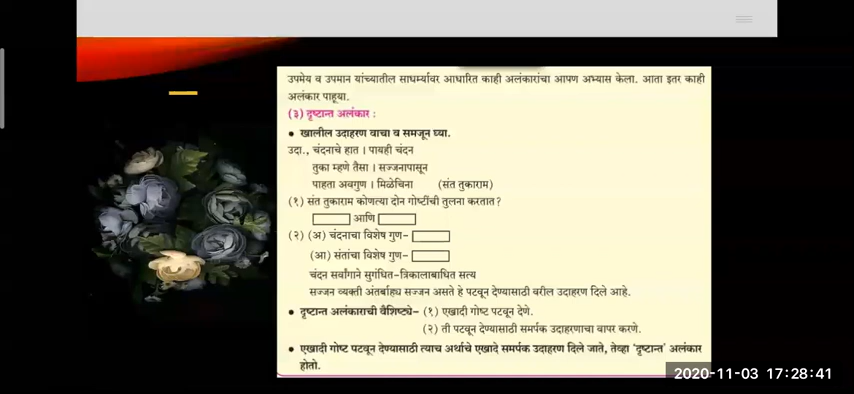 उपमेय व उपमान यांच्यातील साधर्म्यावर आधारित काही अलंकारांचा आपण अभ्यास केला. आता इतर काही
अलंकार पाहूया.
(३) दृष्टान्त अलंकार :
• खालील उदाहरण वाचा व समजून घ्या.
उदा., चंदनाचे हात । पायही चंदन
तुका म्हणे तैसा । सज्जनापासून
पाहता अवगुण । मिळेचिना (संत तुकाराम)
(१) संत तुकाराम कोणत्या दोन गोष्टींची तुलना करतात?
आणि
(२) (अ) चंदनाचा विशेष गुण-
(आ) संतांचा विशेष गुण-
चंदन सर्वांगाने सुगंधित-त्रिकालाबाधित सत्य
सज्जन व्यक्ती अंतर्बाह्य सज्जन असते हे पटवून देण्यासाठी वरील उदाहरण दिले आहे.
• दृष्टान्त अलंकाराची वैशिष्ट्ये- (१) एखादी गोष्ट पटवून देणे.
(२) ती पटवून देण्यासाठी समर्पक उदाहरणाचा वापर करणे.
• एखादी गोष्ट पटवून देण्यासाठी त्याच अर्थाचे एखादे समर्पक उदाहरण दिले जाते, तेव्हा 'दृष्टान्त' अलंकार
होतो.
2020-11-03 17:28:41